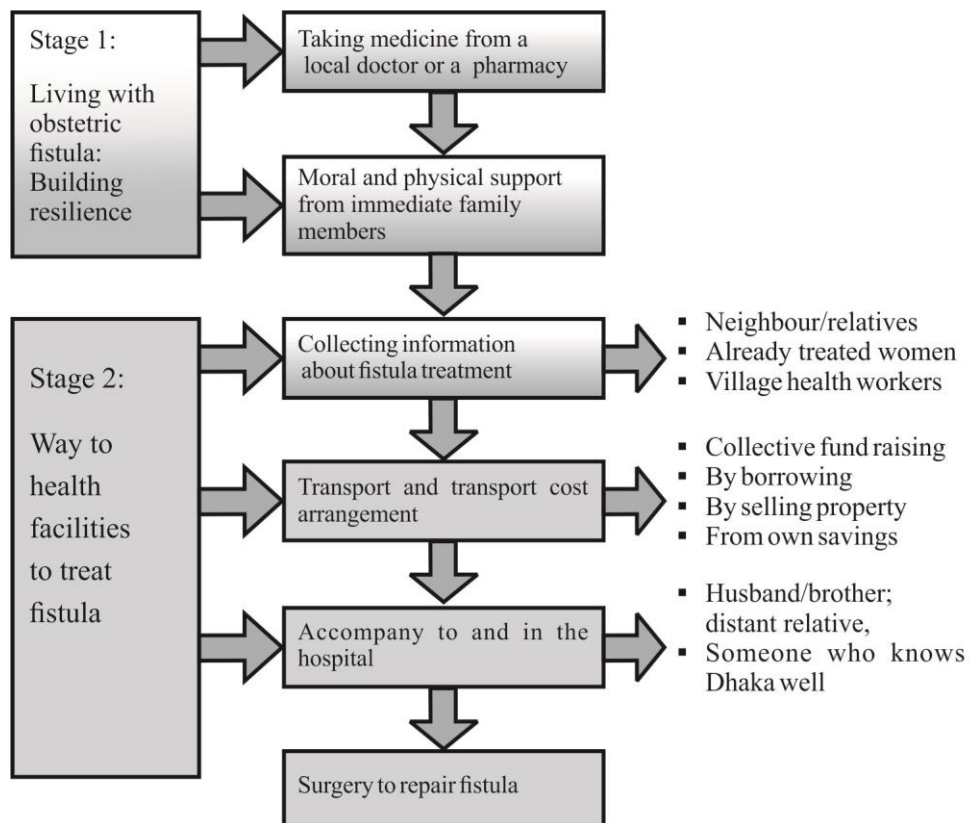 Stage 1:
Living with
obstetric
fistula:
Building
resilience
Taking medicine from a
local doctor or a pharmacy
Moral and physical support
from immediate family
members
Stage 2:
Way to
health
facilities
to treat
fistula
Collecting information
about fistula treatment
▪ Neighbour/relatives
▪ Already treated women
▪ Village health workers
Transport and transport cost
arrangement
▪ Collective fund raising
▪ By borrowing
▪ By selling property
▪ From own savings
Accompany to and in the
hospital
▪ Husband/brother;
distant relative,
▪ Someone who knows
Dhaka well
Surgery to repair fistula